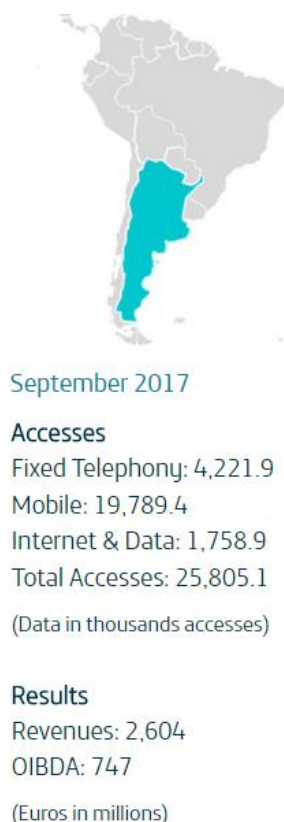 September 2017
Accesses
Fixed Telephony: 4,221.9
Mobile: 19,789.4
Internet & Data: 1,758.9
Total Accesses: 25,805.1
(Data in thousands accesses)
Results
Revenues: 2,604
OIBDA: 747
(Euros in millions)